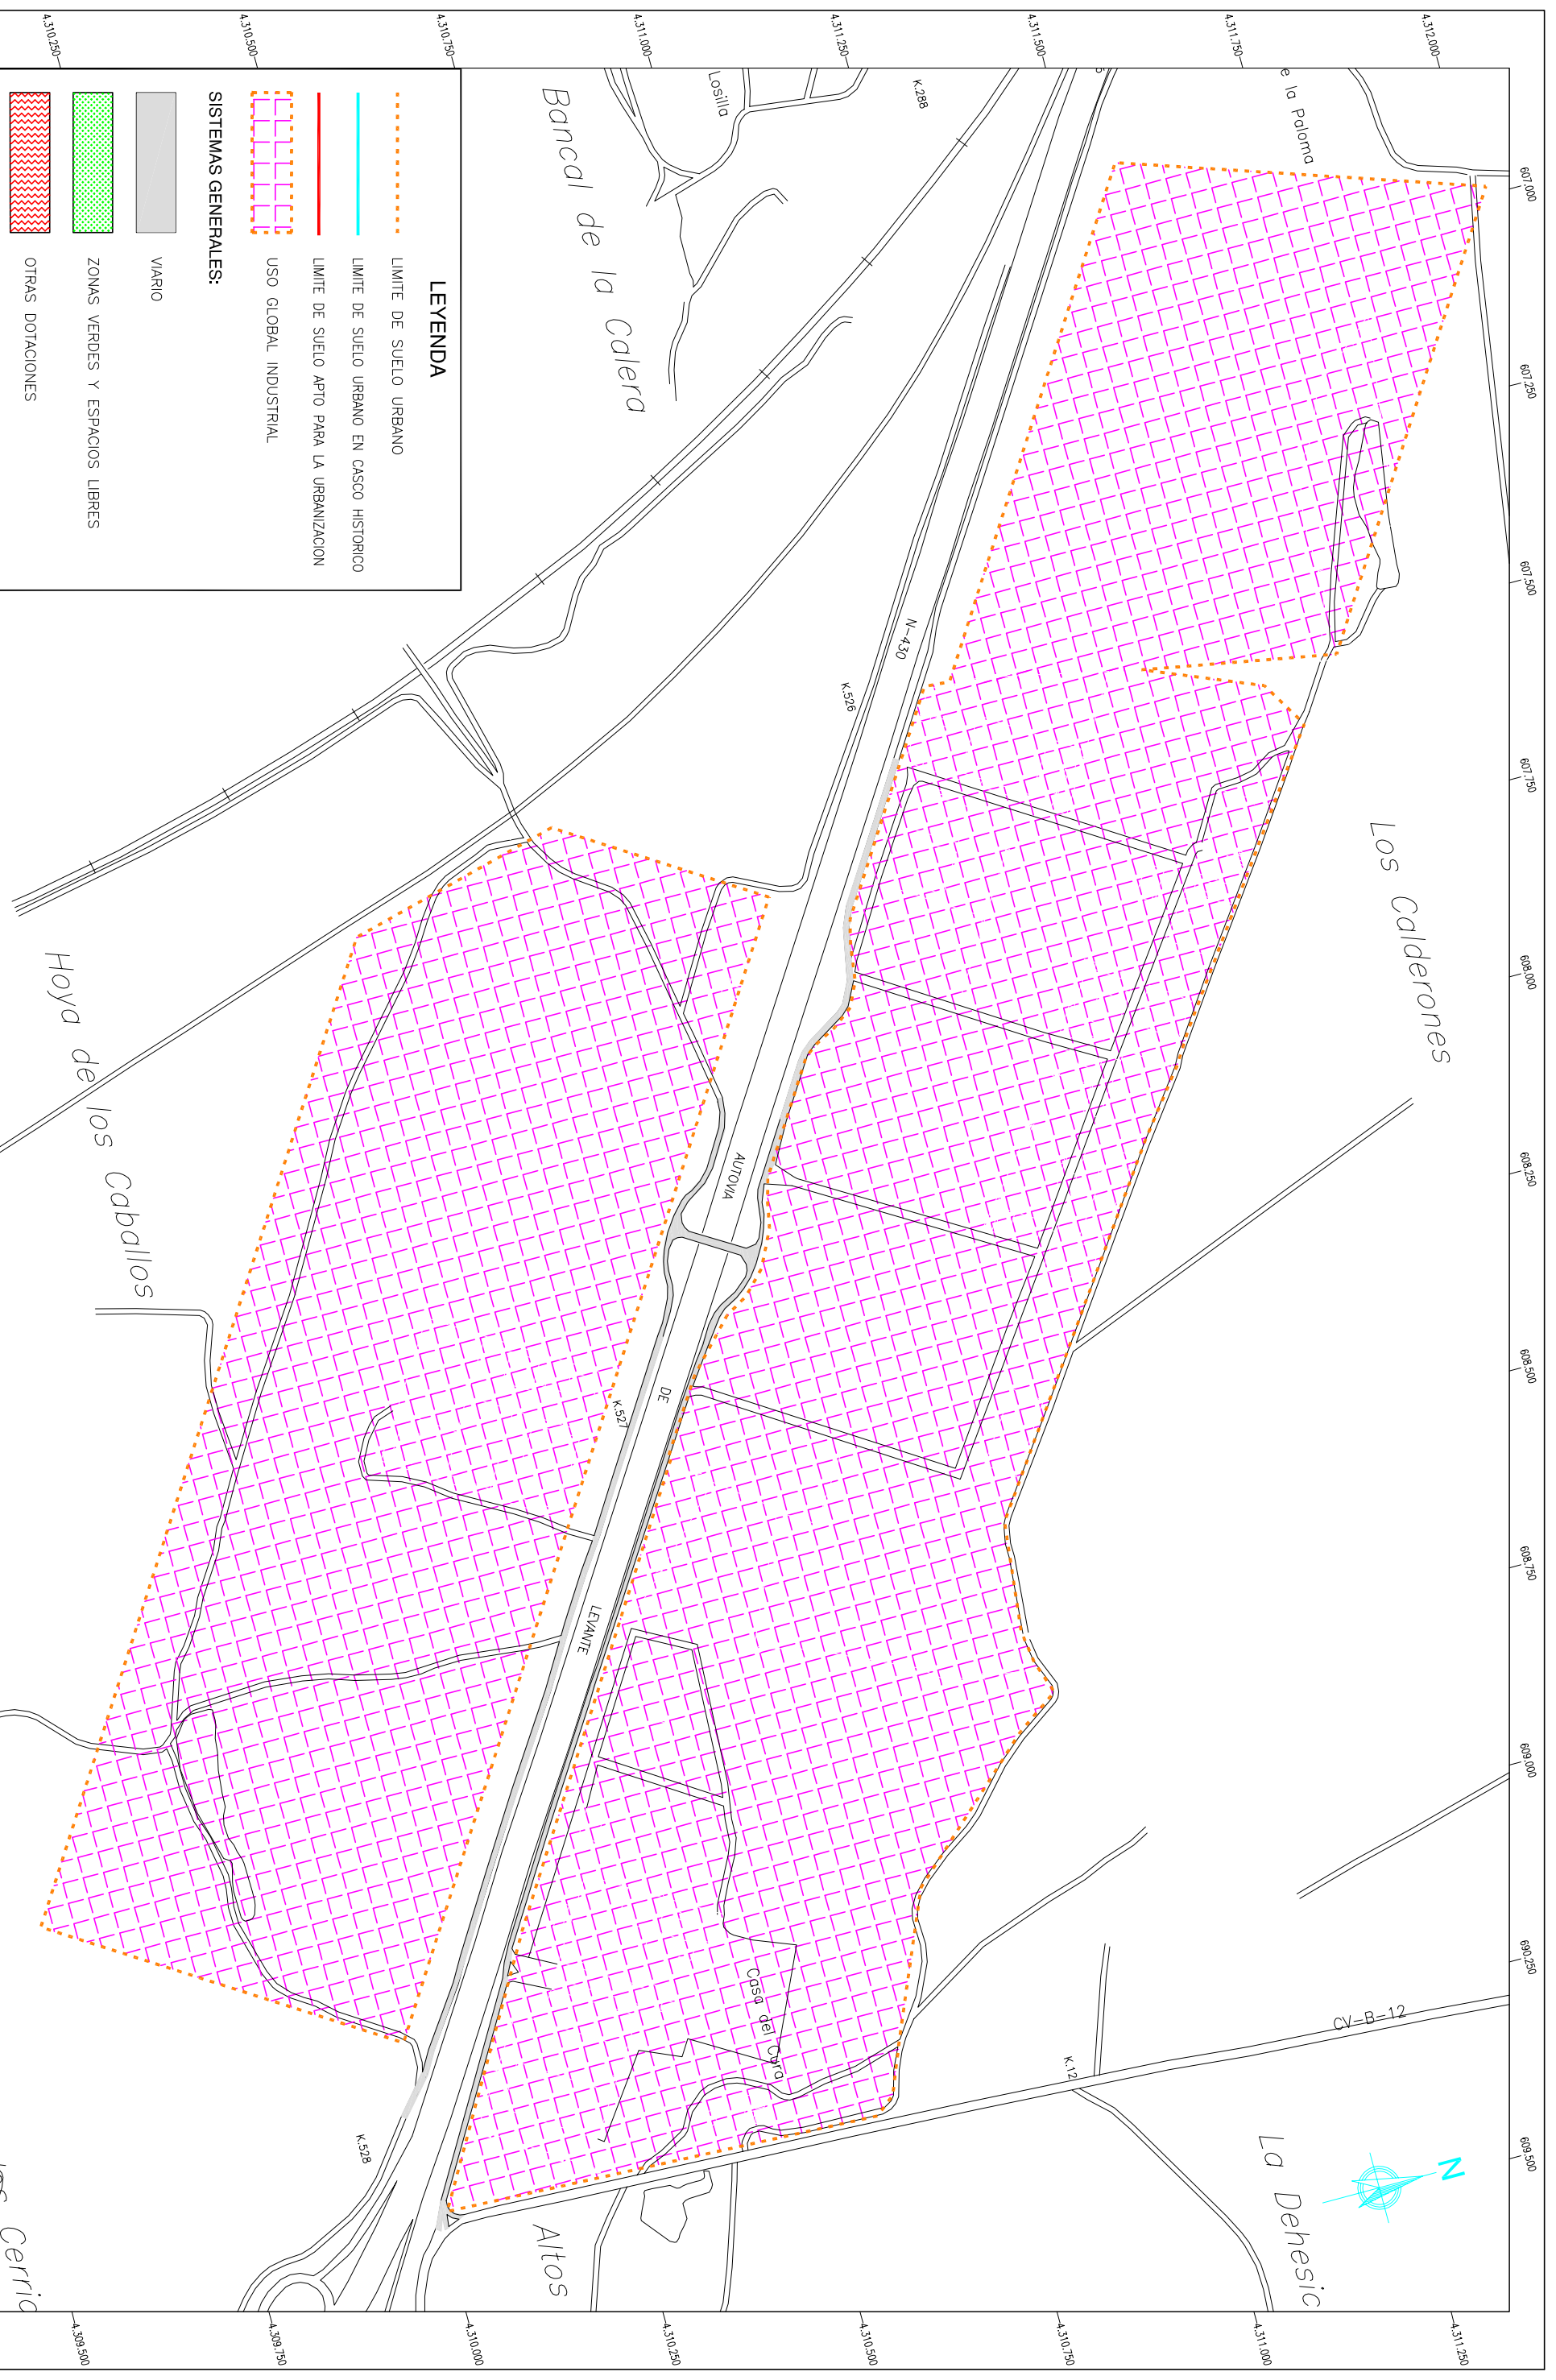 4.310.250
4.310.500
4.310.750
4.311.000
4.311.250
4.311.500
4.311.750
4.312.000
607.000
607.250
607.500
607.750
608.000
608.250
608.500
608.750
609.000
690.250
609.500
4.309.500
4.309.750
4.310.000
4.310.250
4.310.500
4.310.750
4.311.000
4.311.250
LEYENDA
LIMITE DE SUELO URBANO
LIMITE DE SUELO URBANO EN CASCO HISTORICO
LIMITE DE SUELO APTO PARA LA URBANIZACION
USO GLOBAL INDUSTRIAL
SISTEMAS GENERALES:
VIARIO
ZONAS VERDES Y ESPACIOS LIBRES
OTRAS DOTACIONES
e la Paloma
K.288
Losilla
Bancal de la Calera
N-430
K.526
Los Calderones
Hoya de los Caballos
AUTOVIA
DE
LEVANTE
K.527
Casa del Cura
CV-B-12
K.12
K.528
La Dehesic
N
Altos
Cerric